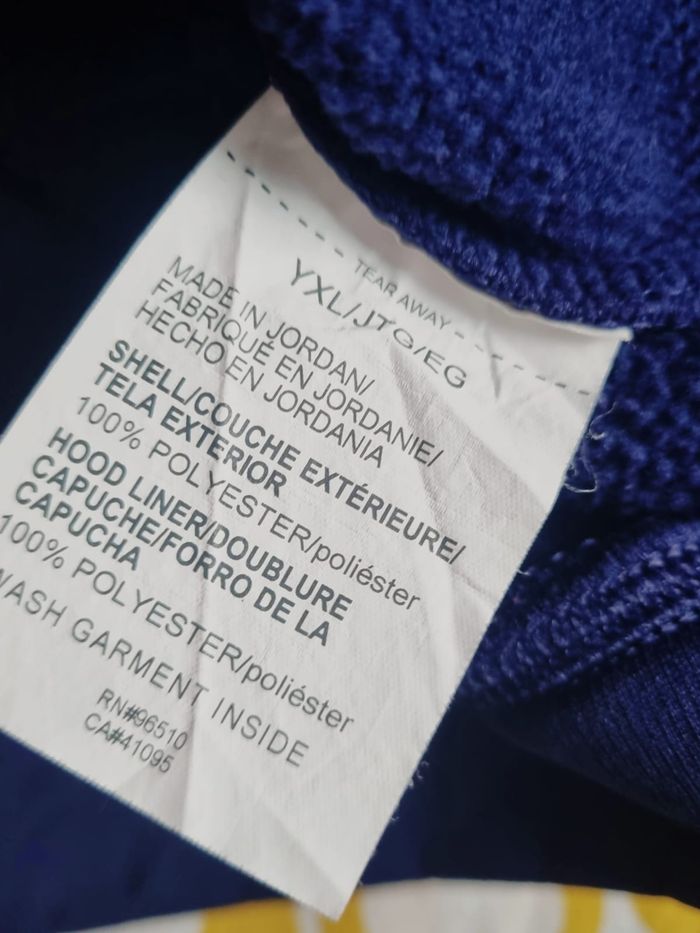 TEAR AWAY
YXL/JTG/EG
MADE IN JORDAN/
FABRIQUÉ EN JORDANIE/
HECHO EN JORDANIA
SHELL/COUCHE EXTÉRIEURE/
TELA EXTERIOR
100% POLYESTER/poliéster
HOOD LINER/DOUBLURE
CAPUCHE/FORRO DE LA
CAPUCHA
100% POLYESTER/poliéster
WASH GARMENT INSIDE
RN#96510
CA#41095